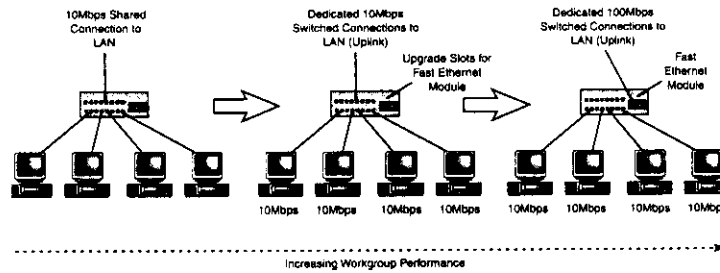 10Mbps Shared
Connection to
LAN
Dedicated 10Mbps
Switched Connections to
LAN (Uplink)
Upgrade Slots for
Fast Ethernet
Module
Dedicated 100Mbps
Switched Connections to
LAN (Uplink)
Fast
Ethernet
Module
10Mbps 10Mbps 10Mbps 10Mbps
10Mbps 10Mbps 10Mbps 10Mbp
Increasing Workgroup Performance